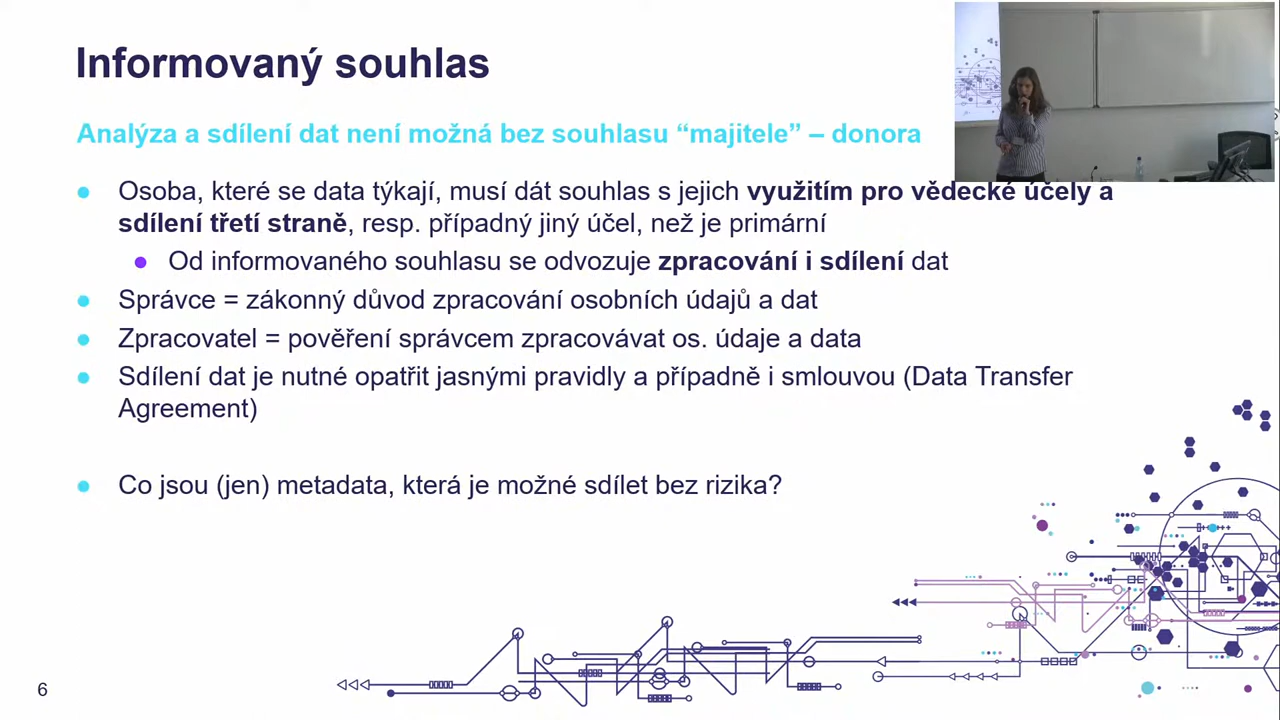 Informovaný souhlas
Analýza a sdílení dat není možná bez souhlasu “majitele” – donora
Osoba, které se data týkají, musí dát souhlas s jejich využitím pro vědecké účely a
sdílení třetí straně, resp. případný jiný účel, než je primární
Od informovaného souhlasu se odvozuje zpracování i sdílení dat
Správce = zákonný důvod zpracování osobních údajů a dat
Zpracovatel = pověření správcem zpracovávat os. údaje a data
Sdílení dat je nutné opatřit jasnými pravidly a případně i smlouvou (Data Transfer
Agreement)
Co jsou (jen) metadata, která je možné sdílet bez rizika?
6